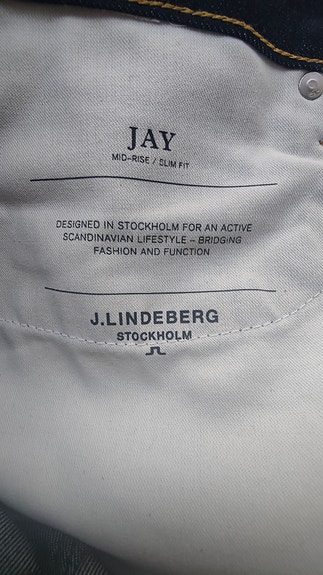 JAY
MID-RISE / SLIM FIT
DESIGNED IN STOCKHOLM FOR AN ACTIVE
SCANDINAVIAN LIFESTYLE – BRIDGING
FASHION AND FUNCTION
J.LINDEBERG
STOCKHOLM